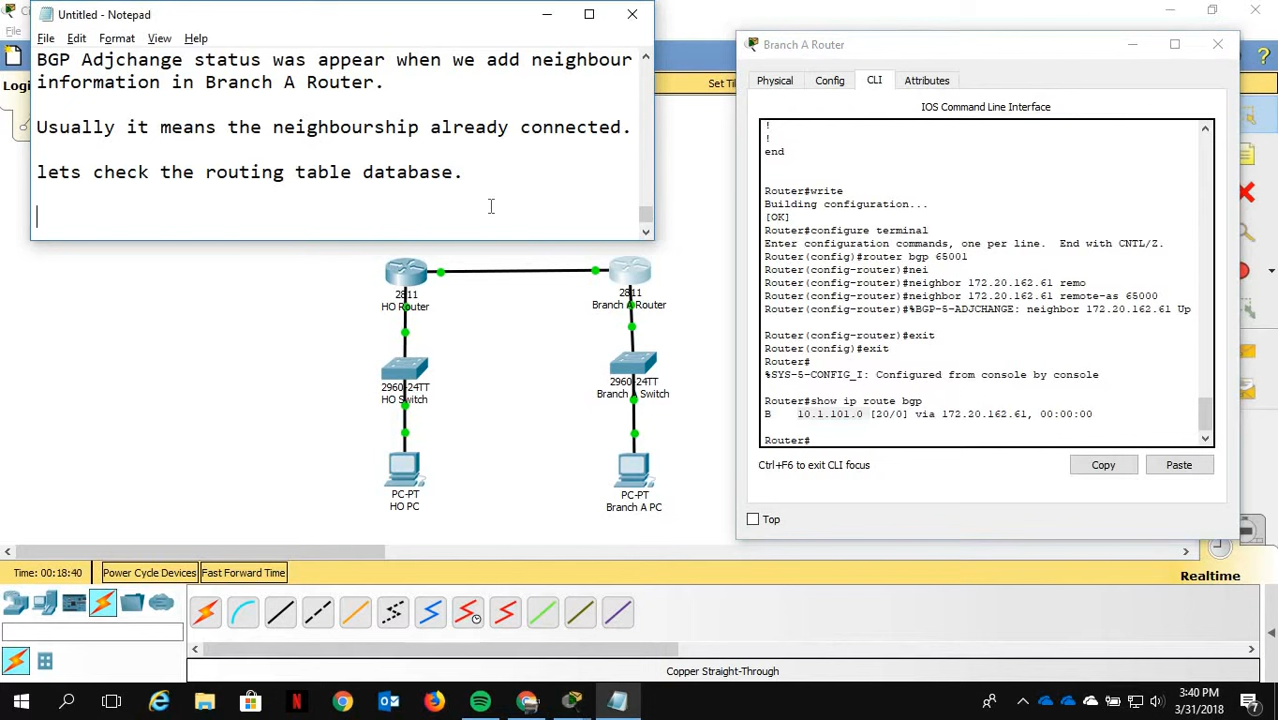 Untitled - Notepad
File Edit Format View Help
BGP Adjchange status was appear when we add neighbour
information in Branch A Router.
Usually it means the neighbourship already connected.
lets check the routing table database.
Logi
Set Til
Branch A Router
Physical Config CLI Attributes
IOS Command Line Interface
!
!
end
Router#write
Building configuration...
[OK]
Router#configure terminal
Enter configuration commands, one per line.  End with CNTL/Z.
Router(config)#router bgp 65001
Router(config-router)#nei
Router(config-router)#neighbor 172.20.162.61 remo
Router(config-router)#neighbor 172.20.162.61 remote-as 65000
Router(config-router)#%BGP-5-ADJCHANGE: neighbor 172.20.162.61 Up
Router(config-router)#exit
Router(config)#exit
Router#
%SYS-5-CONFIG_I: Configured from console by console
Router#show ip route bgp
B    10.1.101.0 [20/0] via 172.20.162.61, 00:00:00
Router#
Ctrl+F6 to exit CLI focus
Copy
Paste
Top
2811
HO Router
2811
Branch A Router
2960-24TT
HO Switch
2960-24TT
Branch A Switch
PC-PT
HO PC
PC-PT
Branch A PC
Time: 00:18:40 Power Cycle Devices Fast Forward Time
Realtime
Copper Straight-Through
3:40 PM
3/31/2018
7